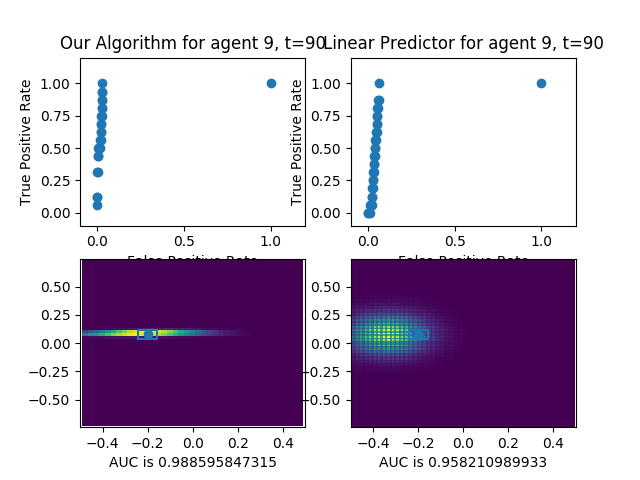 Our Algorithm for agent 9, t=90
Linear Predictor for agent 9, t=90
True Positive Rate
1.00
0.75
0.50
0.25
0.00
0.0 0.5 1.0
False Positive Rate
True Positive Rate
1.00
0.75
0.50
0.25
0.00
0.0 0.5 1.0
False Positive Rate
0.50
0.25
0.00
−0.25
−0.50
−0.4 −0.2 0.0 0.2 0.4
AUC is 0.988595847315
0.50
0.25
0.00
−0.25
−0.50
−0.4 −0.2 0.0 0.2 0.4
AUC is 0.958210989933